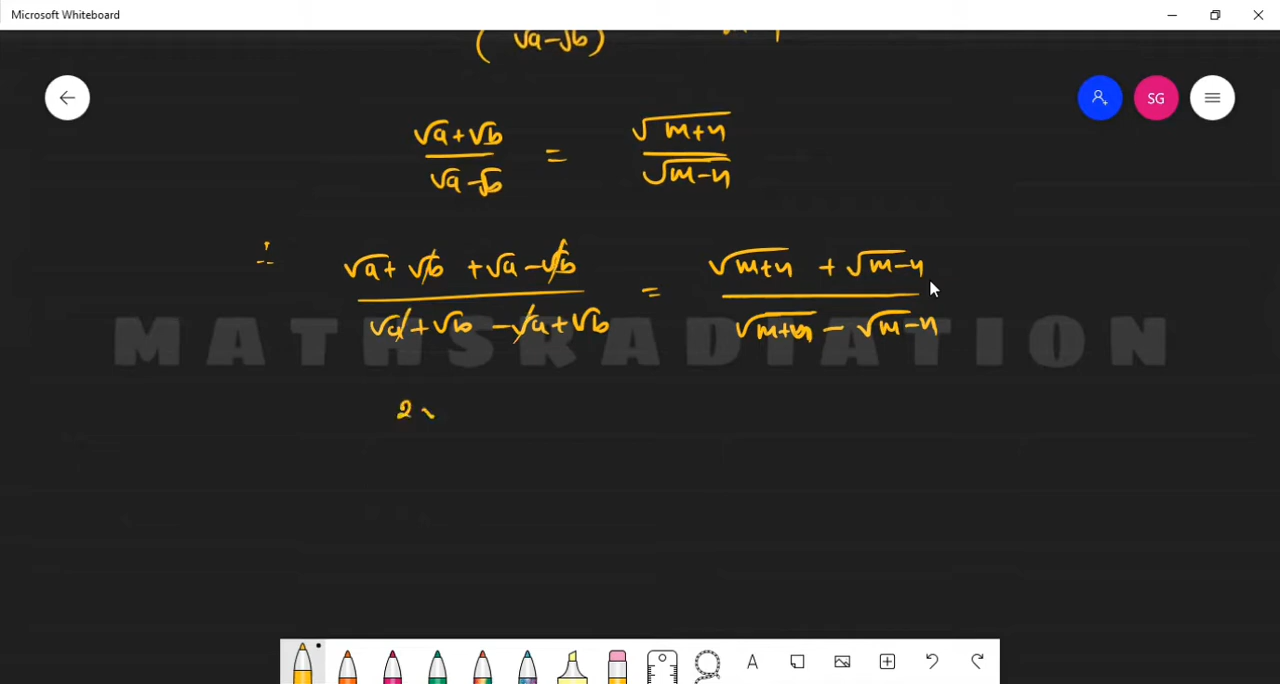 Microsoft Whiteboard
(√a-√b)
SG
√a+√b / √a-√b = √m+n / √m-n
∴ √a+√b+√a-√b / √a+√b-√a+√b = √m+n + √m-n / √m+n - √m-n
MATHSRADIATION
2
A